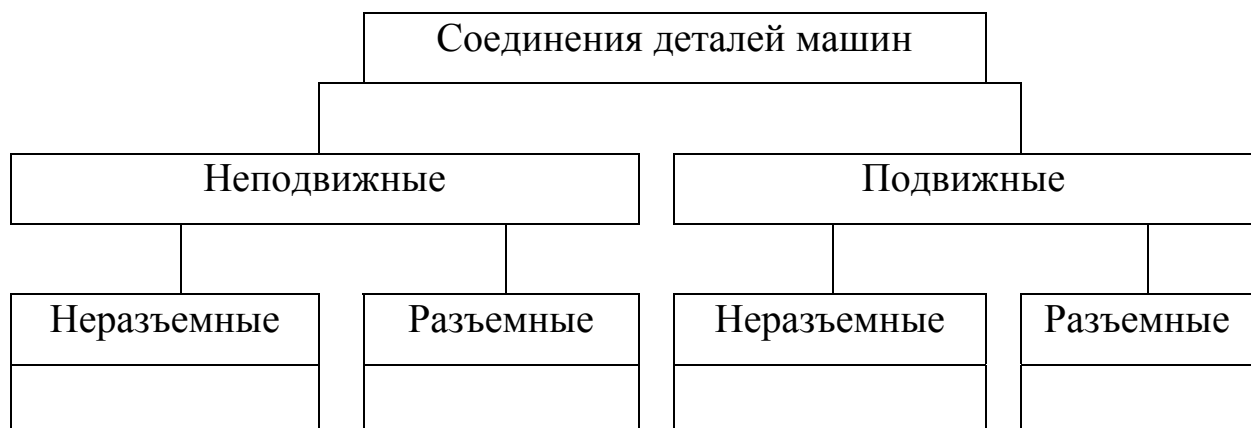 Соединения деталей машин
Неподвижные
Подвижные
Неразъемные
Разъемные
Неразъемные
Разъемные